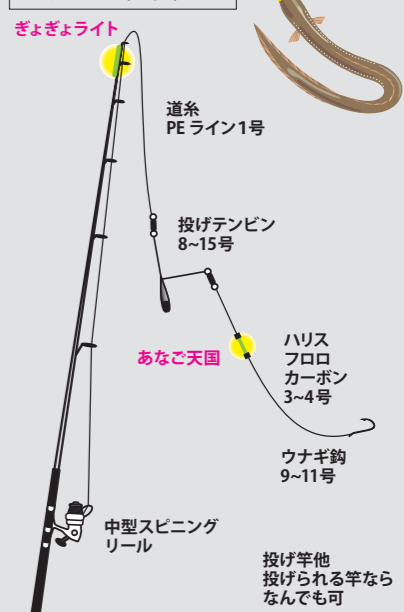 ぎょぎょライト
道糸
PE ライン1号
投げテンビン
8~15号
あなご天国
ハリス
フロロ
カーボン
3~4号
ウナギ鈎
9~11号
中型スピニング
リール
投げ竿他
投げられる竿なら
なんでも可